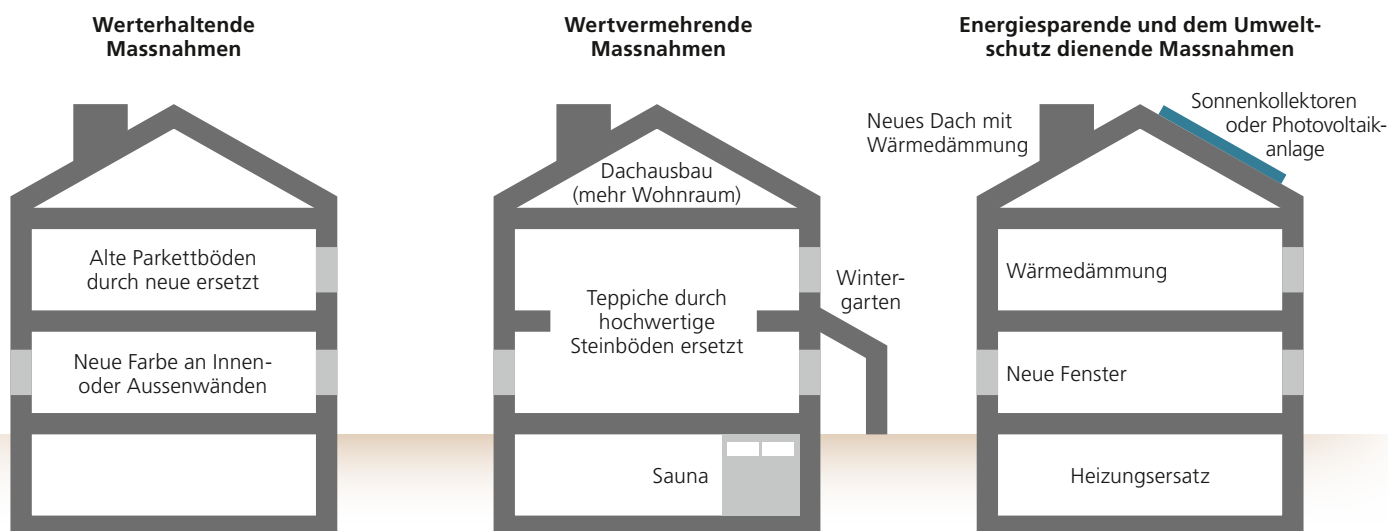 Werterhaltende
Massnahmen
Alte Parkettböden
durch neue ersetzt
Neue Farbe an Innen-
oder Aussenwänden
Wertvermehrende
Massnahmen
Dachausbau
(mehr Wohnraum)
Teppiche durch
hochwertige
Steinböden ersetzt
Winter-
garten
Sauna
Energiesparende und dem Umwelt-
schutz dienende Massnahmen
Neues Dach mit
Wärmedämmung
Sonnenkollektoren
oder Photovoltaik-
anlage
Wärmedämmung
Neue Fenster
Heizungsersatz